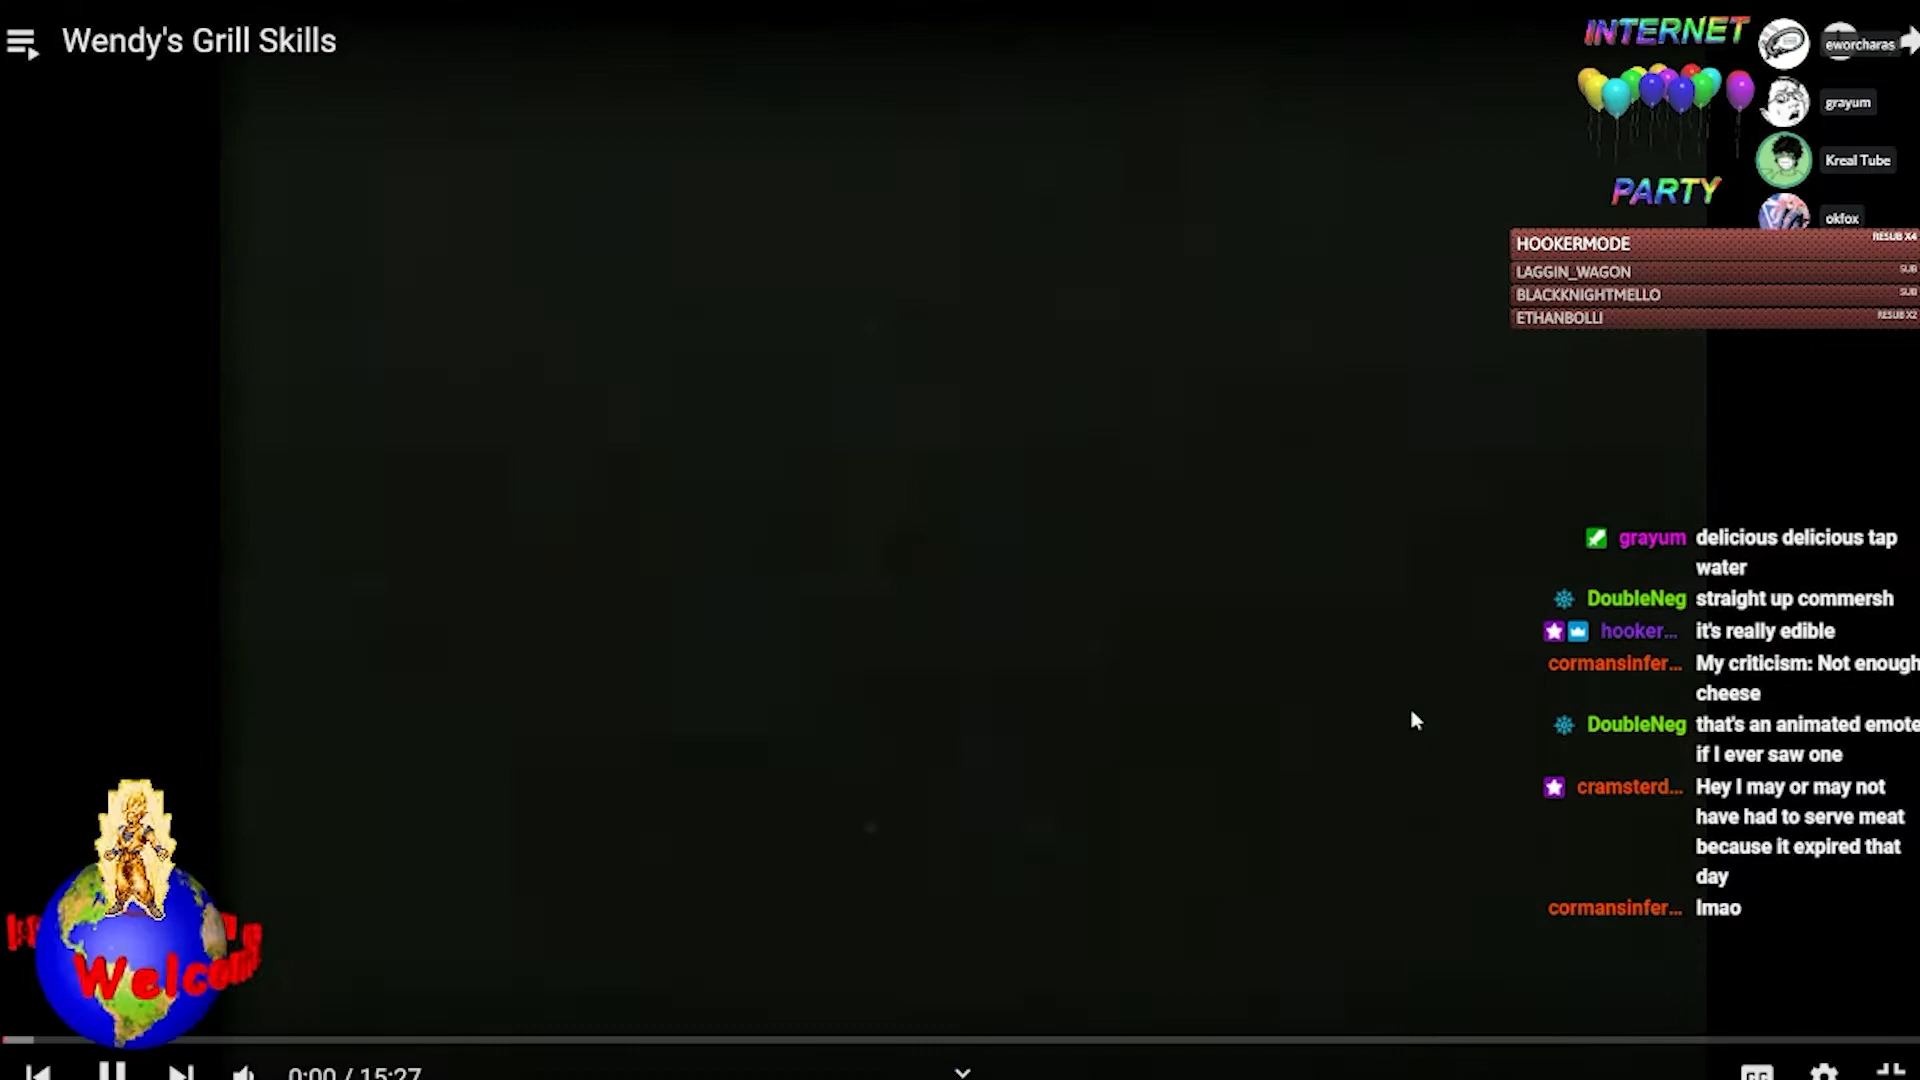 Wendy's Grill Skills
INTERNET
PARTY
eworcharas
grayum
Kreal Tube
okfox
HOOKERMODE RESUB X4
LAGGIN_WAGON SUB
BLACKKNIGHTMELLO SUB
ETHANBOLLI RESUB X2
grayum delicious delicious tap
water
DoubleNeg straight up commersh
hooker... it's really edible
cormansinfer... My criticism: Not enough
cheese
DoubleNeg that's an animated emote
if I ever saw one
cramsterd... Hey I may or may not
have had to serve meat
because it expired that
day
cormansinfer... lmao
Welcome
0:00 / 15:27